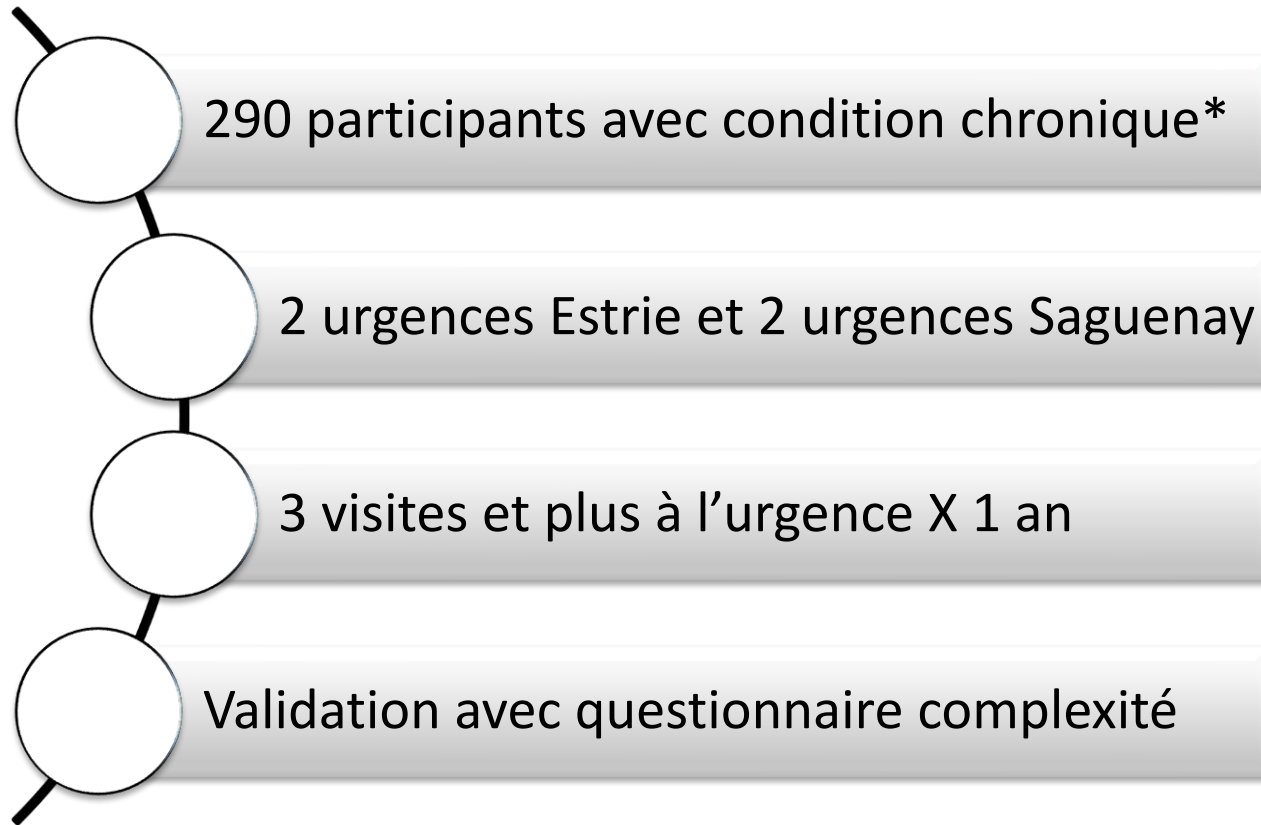 290 participants avec condition chronique*
2 urgences Estrie et 2 urgences Saguenay
3 visites et plus à l’urgence X 1 an
Validation avec questionnaire complexité